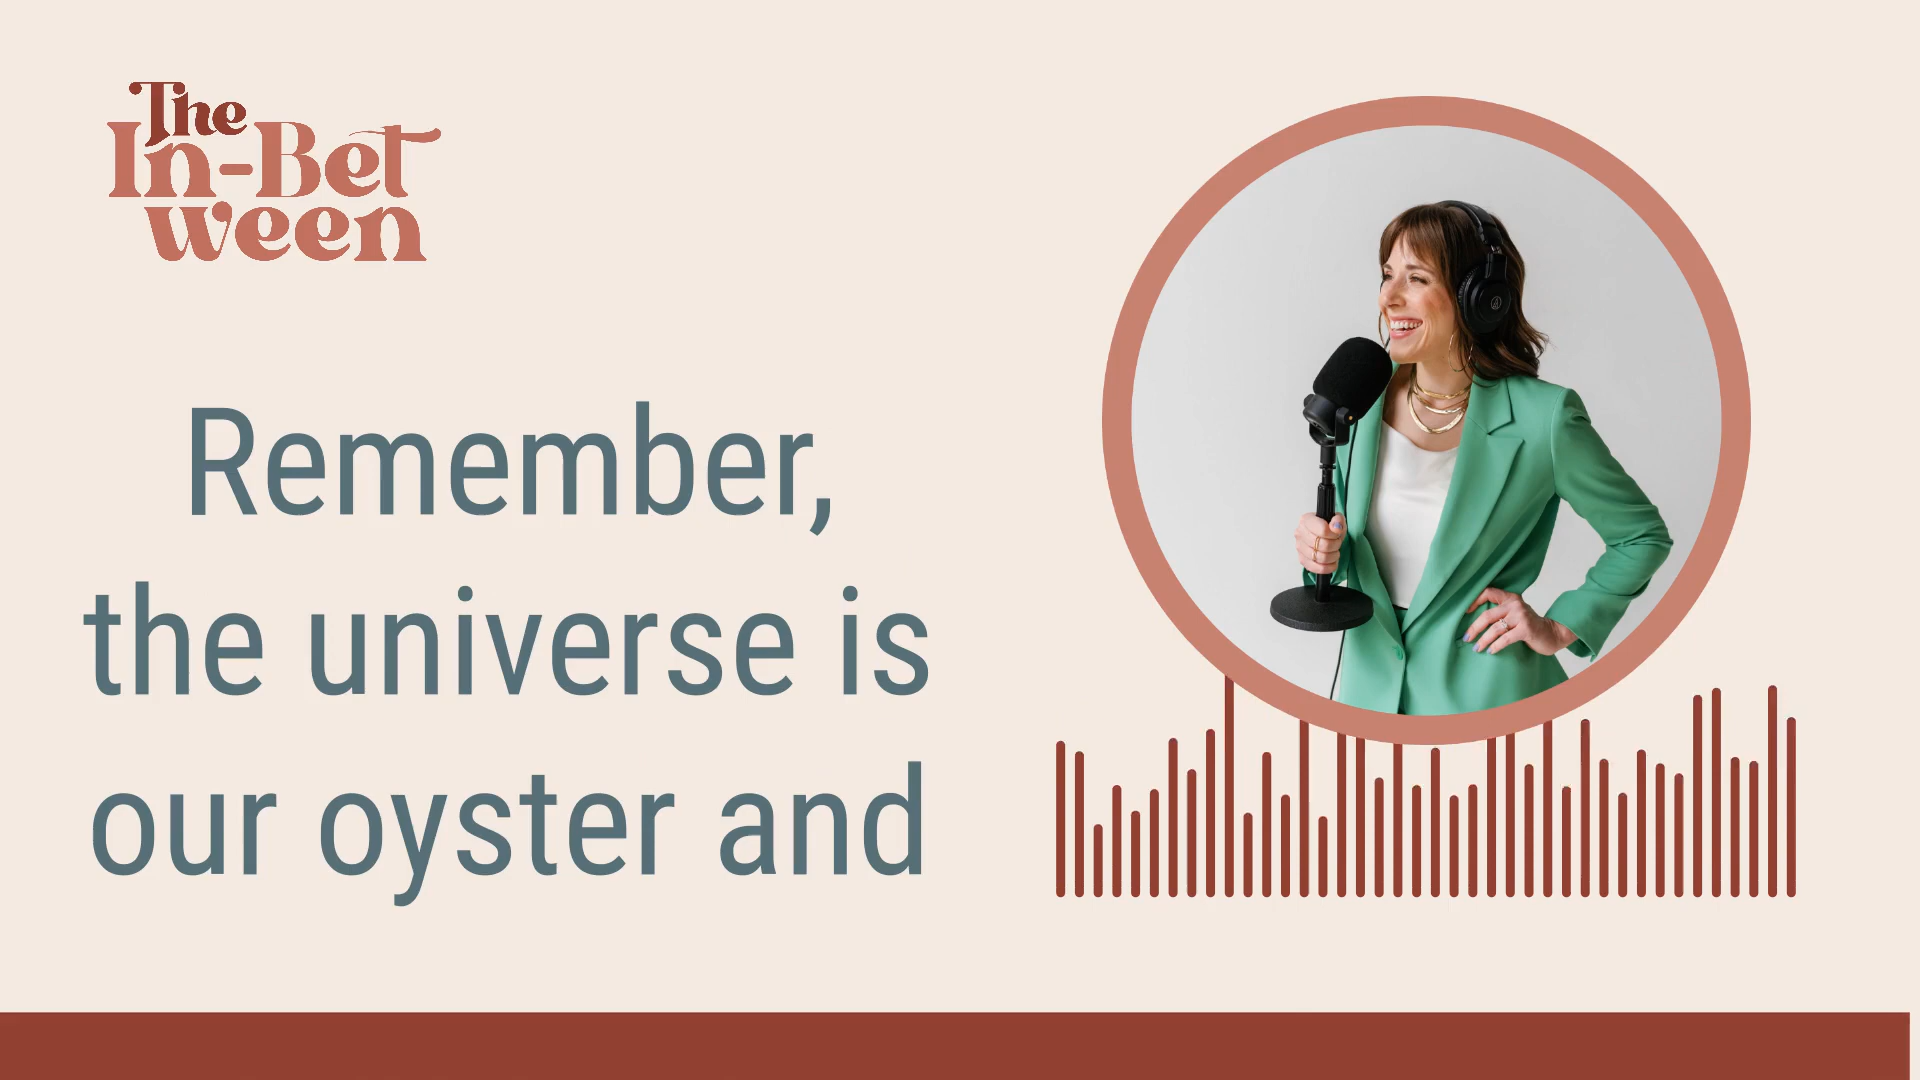 The
In-Bet
ween
Remember,
the universe is
our oyster and